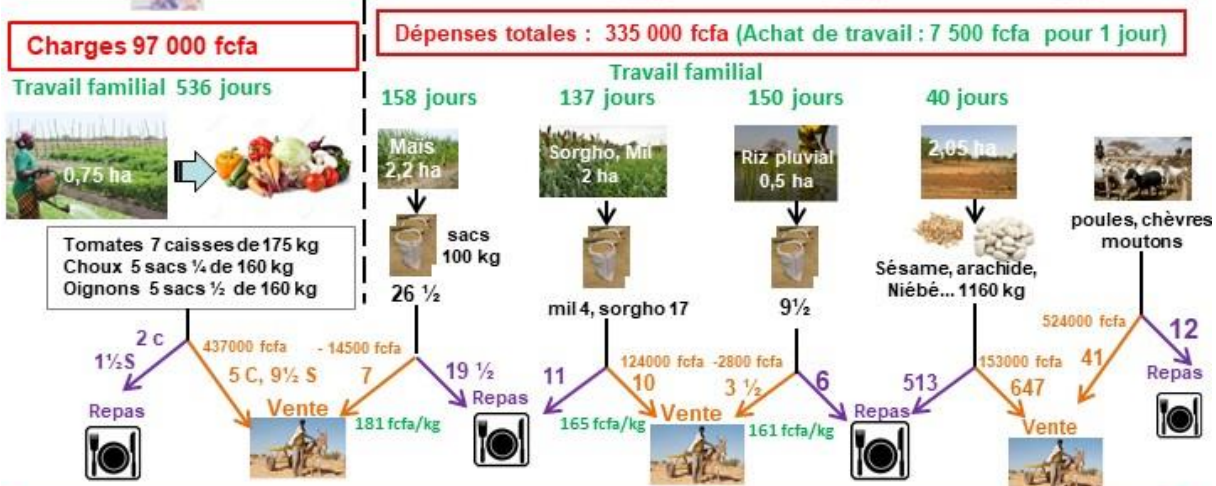 Charges 97 000 fcfa
Dépenses totales : 335 000 fcfa (Achat de travail : 7 500 fcfa pour 1 jour)
Travail familial 536 jours
Travail familial
158 jours
137 jours
150 jours
40 jours
0,75 ha
Maïs
2,2 ha
Sorgho, Mil
2 ha
Riz pluvial
0,5 ha
2,05 ha
Tomates 7 caisses de 175 kg
Choux 5 sacs ¼ de 160 kg
Oignons 5 sacs ½ de 160 kg
sacs
100 kg
26 ½
mil 4, sorgho 17
9½
Sésame, arachide,
Niébé... 1160 kg
poules, chèvres
moutons
2 c
1½S
437000 fcfa
5 C, 9½ S
- 14500 fcfa
7
19 ½
11
124000 fcfa
10
-2800 fcfa
3 ½
6
513
153000 fcfa
647
524000 fcfa
41
12
Repas
Vente
181 fcfa/kg
Repas
165 fcfa/kg
Vente
161 fcfa/kg
Repas
Vente
Repas